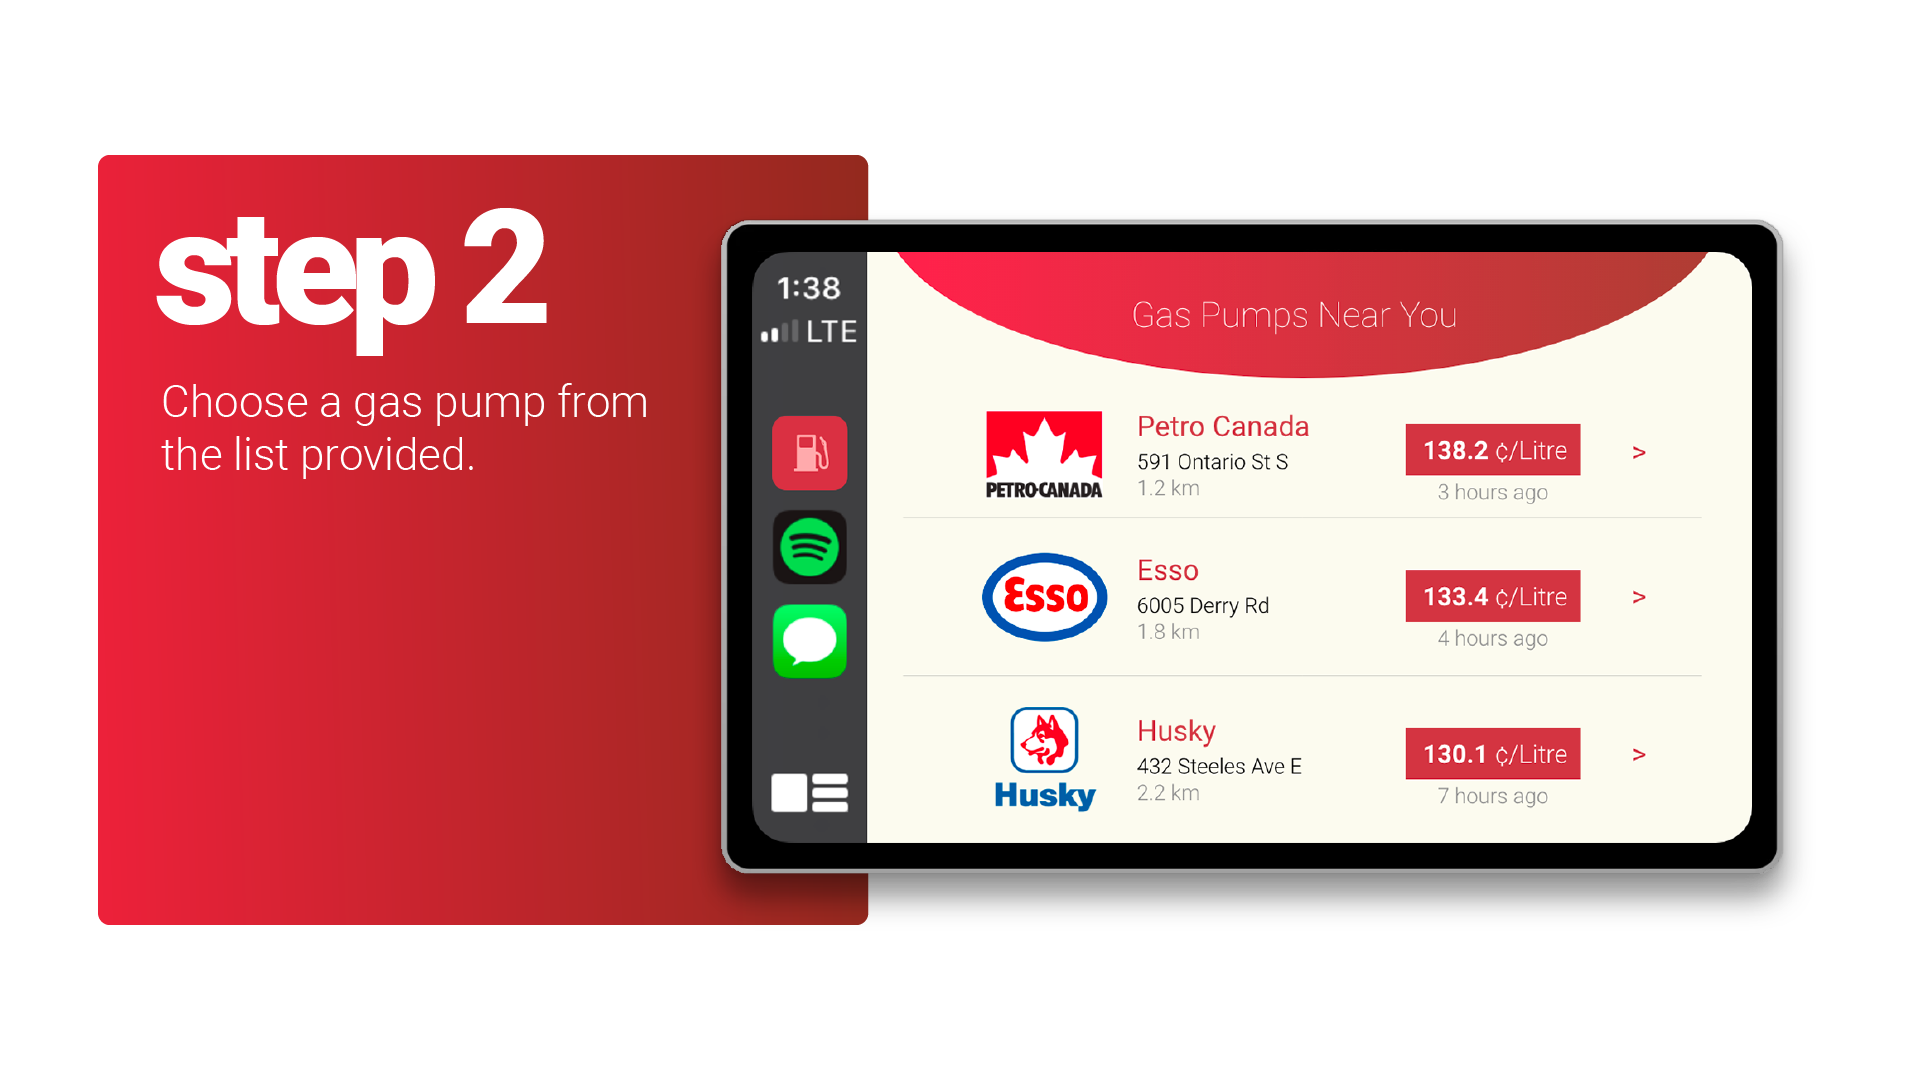 step 2
Choose a gas pump from
the list provided.
1:38
LTE
Gas Pumps Near You
PETRO-CANADA
Petro Canada
591 Ontario St S
1.2 km
138.2 ¢/Litre
3 hours ago
>
Esso
Esso
6005 Derry Rd
1.8 km
133.4 ¢/Litre
4 hours ago
>
Husky
Husky
432 Steeles Ave E
2.2 km
130.1 ¢/Litre
7 hours ago
>